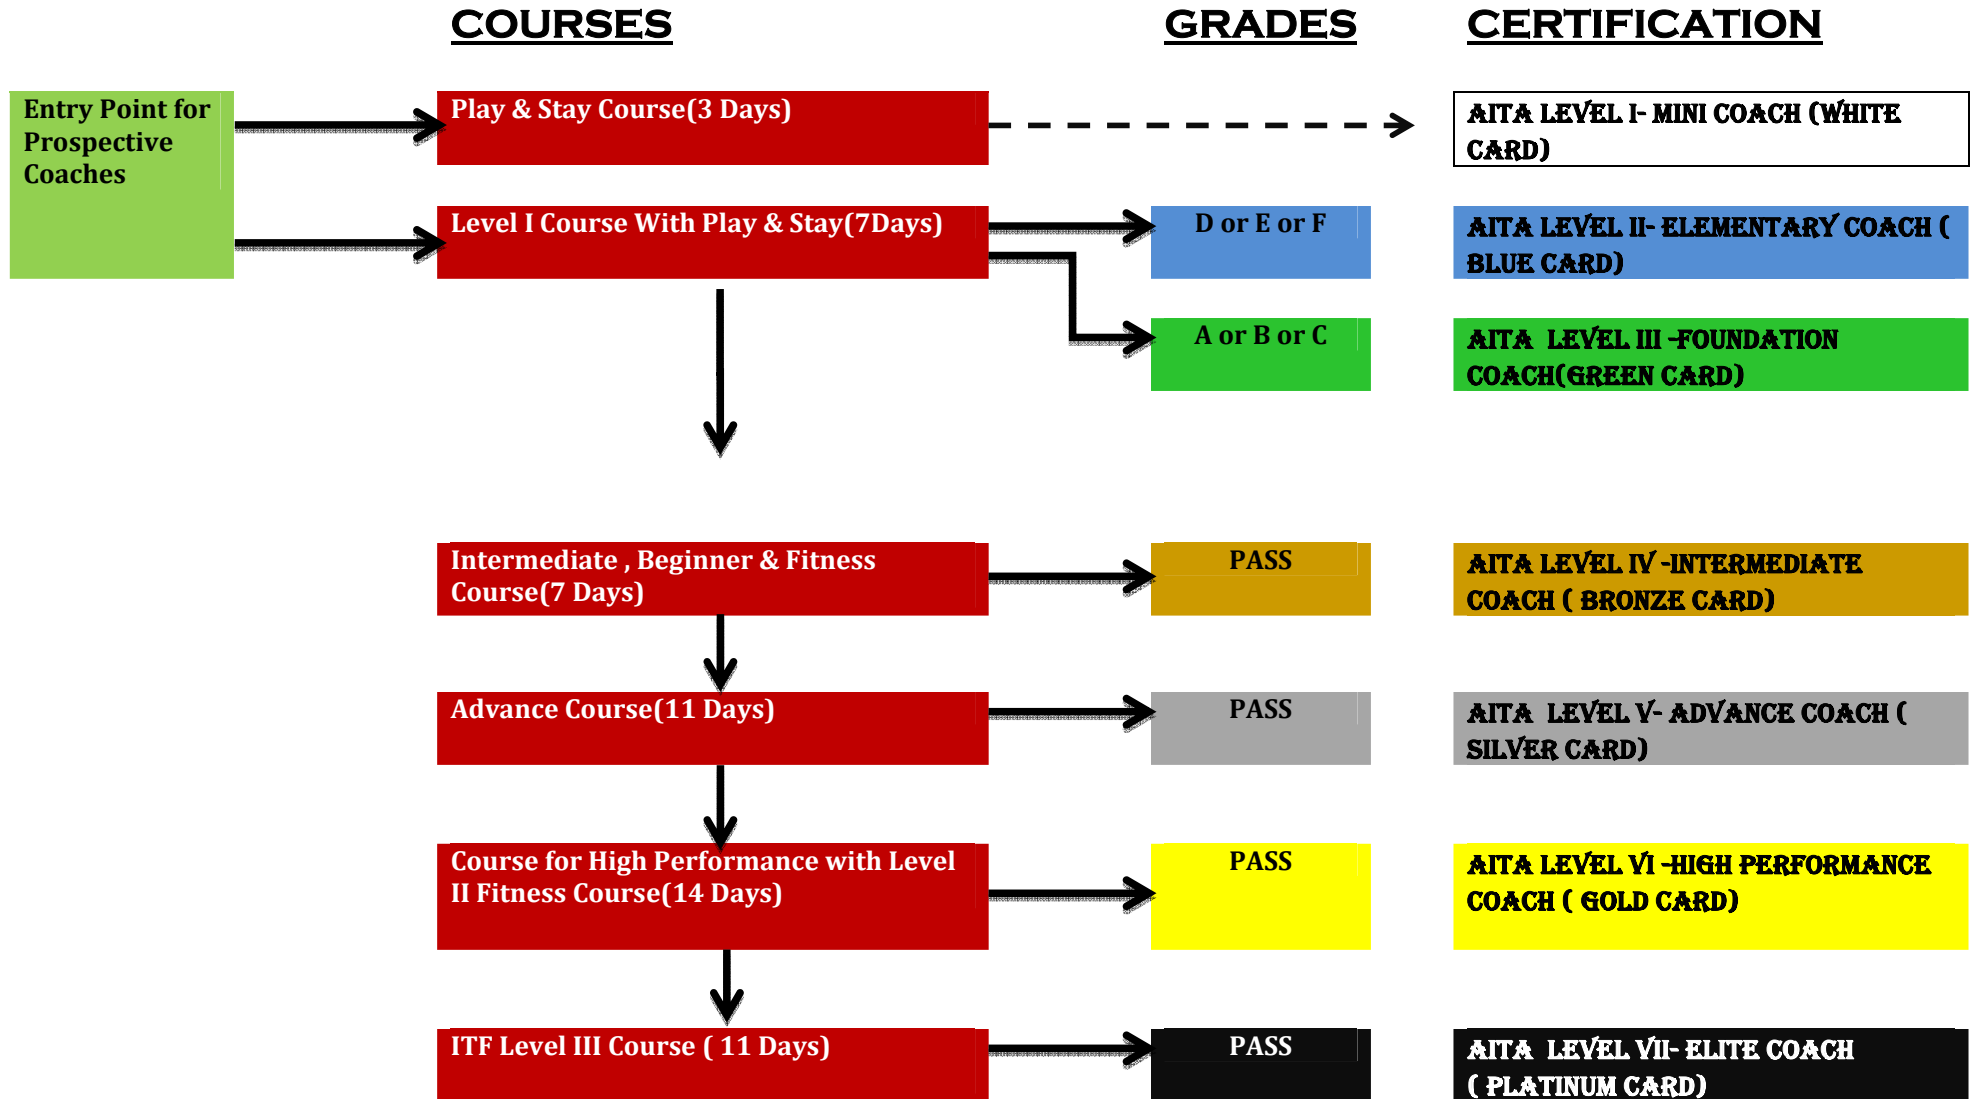 COURSES GRADES CERTIFICATION
Entry Point for
Prospective
Coaches
Play & Stay Course(3 Days)
AITA LEVEL I- MINI COACH (WHITE
CARD)
Level I Course With Play & Stay(7Days)
D or E or F
AITA LEVEL II- ELEMENTARY COACH (
BLUE CARD)
A or B or C
AITA LEVEL III -FOUNDATION
COACH(GREEN CARD)
Intermediate , Beginner & Fitness
Course(7 Days)
PASS
AITA LEVEL IV -INTERMEDIATE
COACH ( BRONZE CARD)
Advance Course(11 Days)
PASS
AITA LEVEL V- ADVANCE COACH (
SILVER CARD)
Course for High Performance with Level
II Fitness Course(14 Days)
PASS
AITA LEVEL VI -HIGH PERFORMANCE
COACH ( GOLD CARD)
ITF Level III Course ( 11 Days)
PASS
AITA LEVEL VII- ELITE COACH
( PLATINUM CARD)